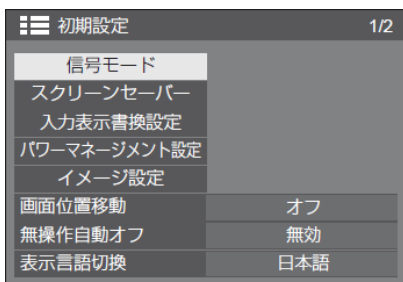 初期設定 1/2
信号モード
スクリーンセーバー
入力表示書換設定
パワーマネージメント設定
イメージ設定
画面位置移動 オフ
無操作自動オフ 無効
表示言語切換 日本語